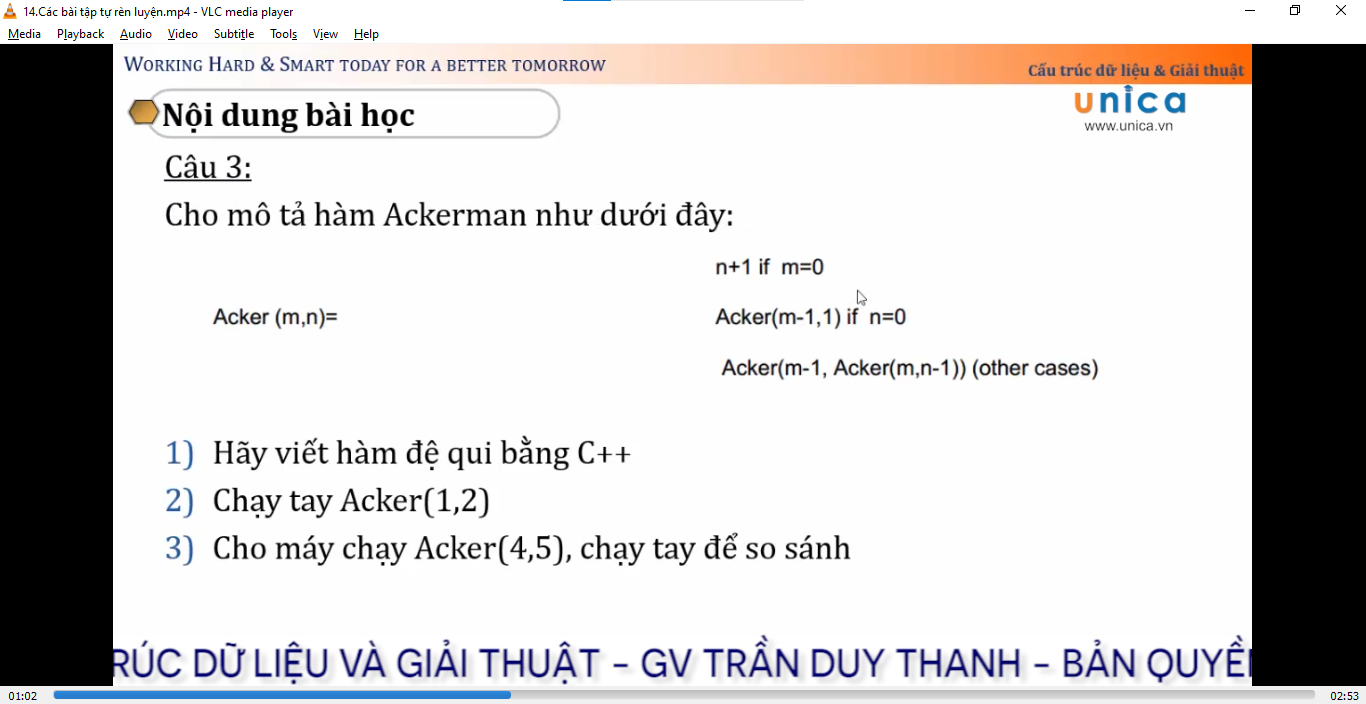 14.Các bài tập tự rèn luyện.mp4 - VLC media player
Media Playback Audio Video Subtitle Tools View Help
WORKING HARD & SMART TODAY FOR A BETTER TOMORROW
Cấu trúc dữ liệu & Giải thuật
Nội dung bài học
unica
www.unica.vn
Câu 3:
Cho mô tả hàm Ackerman như dưới đây:
n+1 if m=0
Acker (m,n)=
Acker(m-1,1) if n=0
Acker(m-1, Acker(m,n-1)) (other cases)
1) Hãy viết hàm đệ qui bằng C++
2) Chạy tay Acker(1,2)
3) Cho máy chạy Acker(4,5), chạy tay để so sánh
RÚC DỮ LIỆU VÀ GIẢI THUẬT - GV TRẦN DUY THANH - BẢN QUYỀ
01:02
02:53